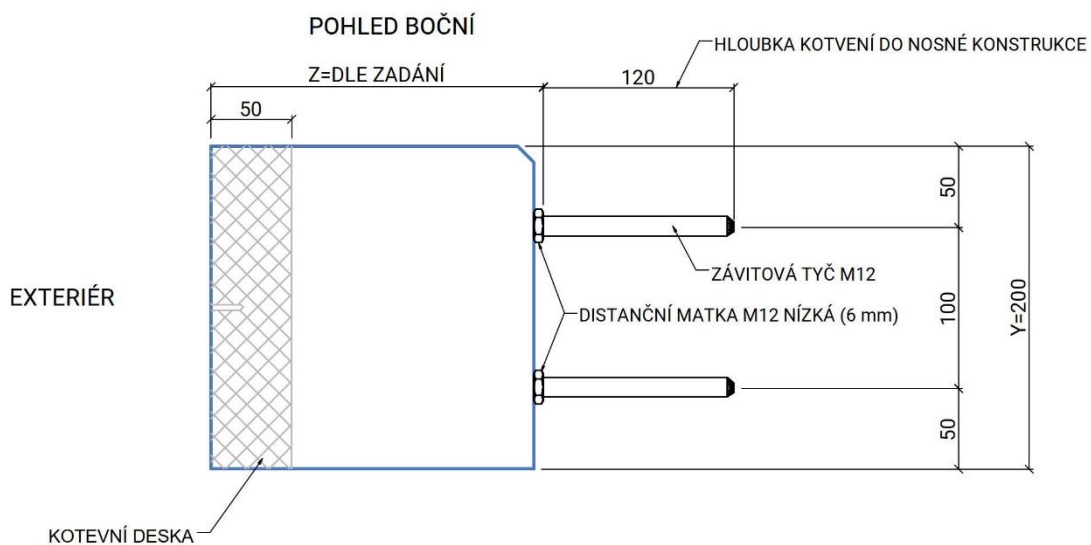 POHLED BOČNÍ
HLOUBKA KOTVENÍ DO NOSNÉ KONSTRUKCE
Z=DLE ZADÁNÍ
120
50
50
ZÁVITOVÁ TYČ M12
EXTERIÉR
DISTANČNÍ MATKA M12 NÍZKÁ (6 mm)
100
Y=200
50
KOTEVNÍ DESKA